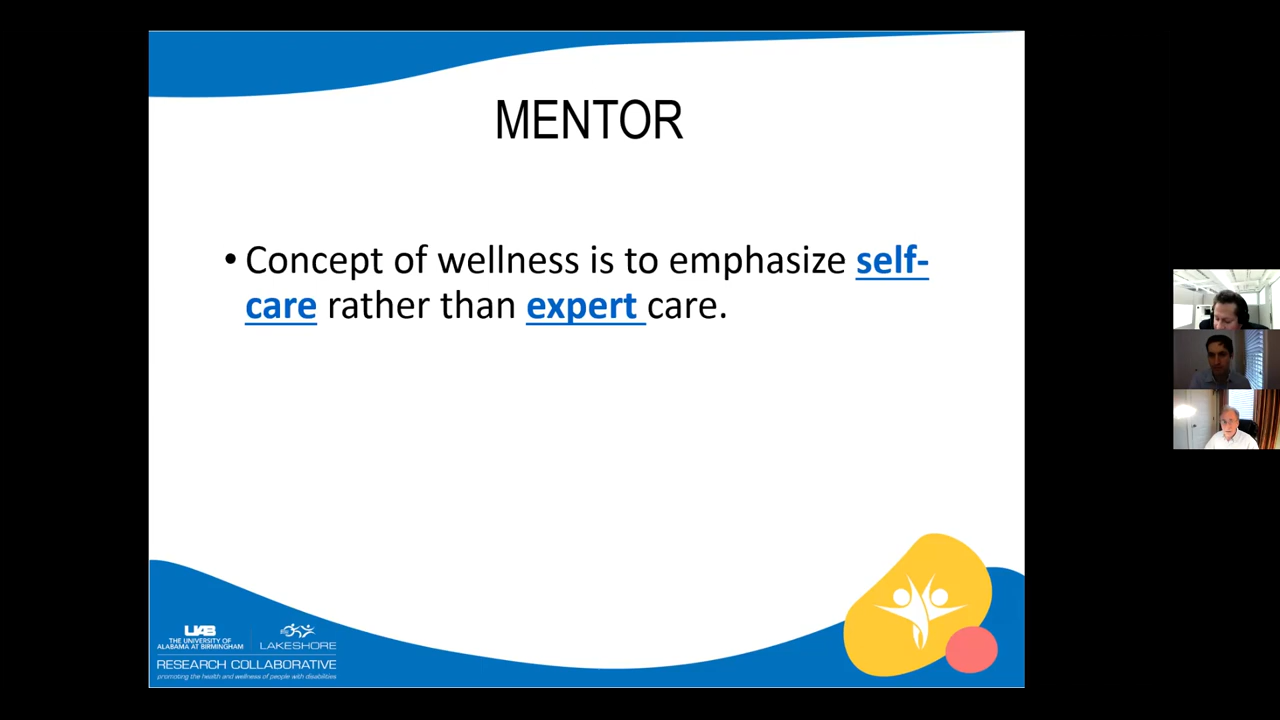 MENTOR
• Concept of wellness is to emphasize self-
care rather than expert care.
UAB
THE UNIVERSITY OF
ALABAMA AT BIRMINGHAM
LAKESHORE
RESEARCH COLLABORATIVE
promoting the health and wellness of people with disabilities